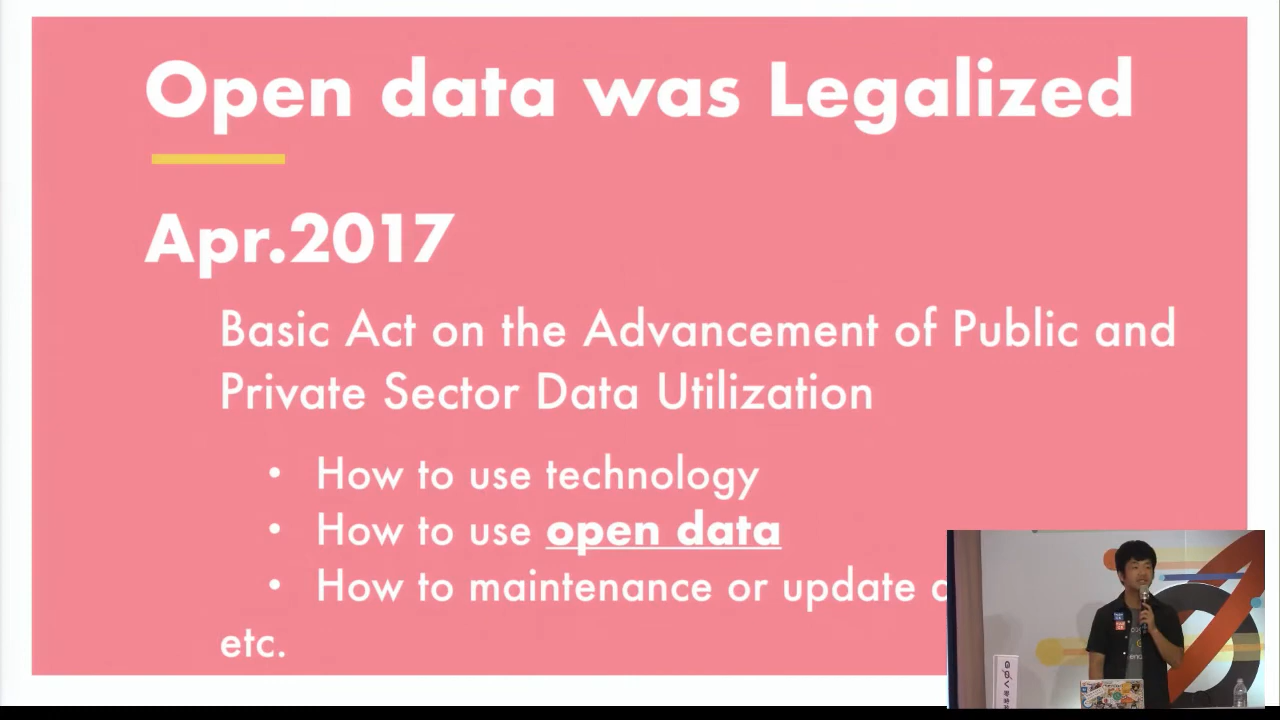 Open data was Legalized
Apr.2017
Basic Act on the Advancement of Public and
Private Sector Data Utilization
• How to use technology
• How to use open data
• How to maintenance or update
etc.